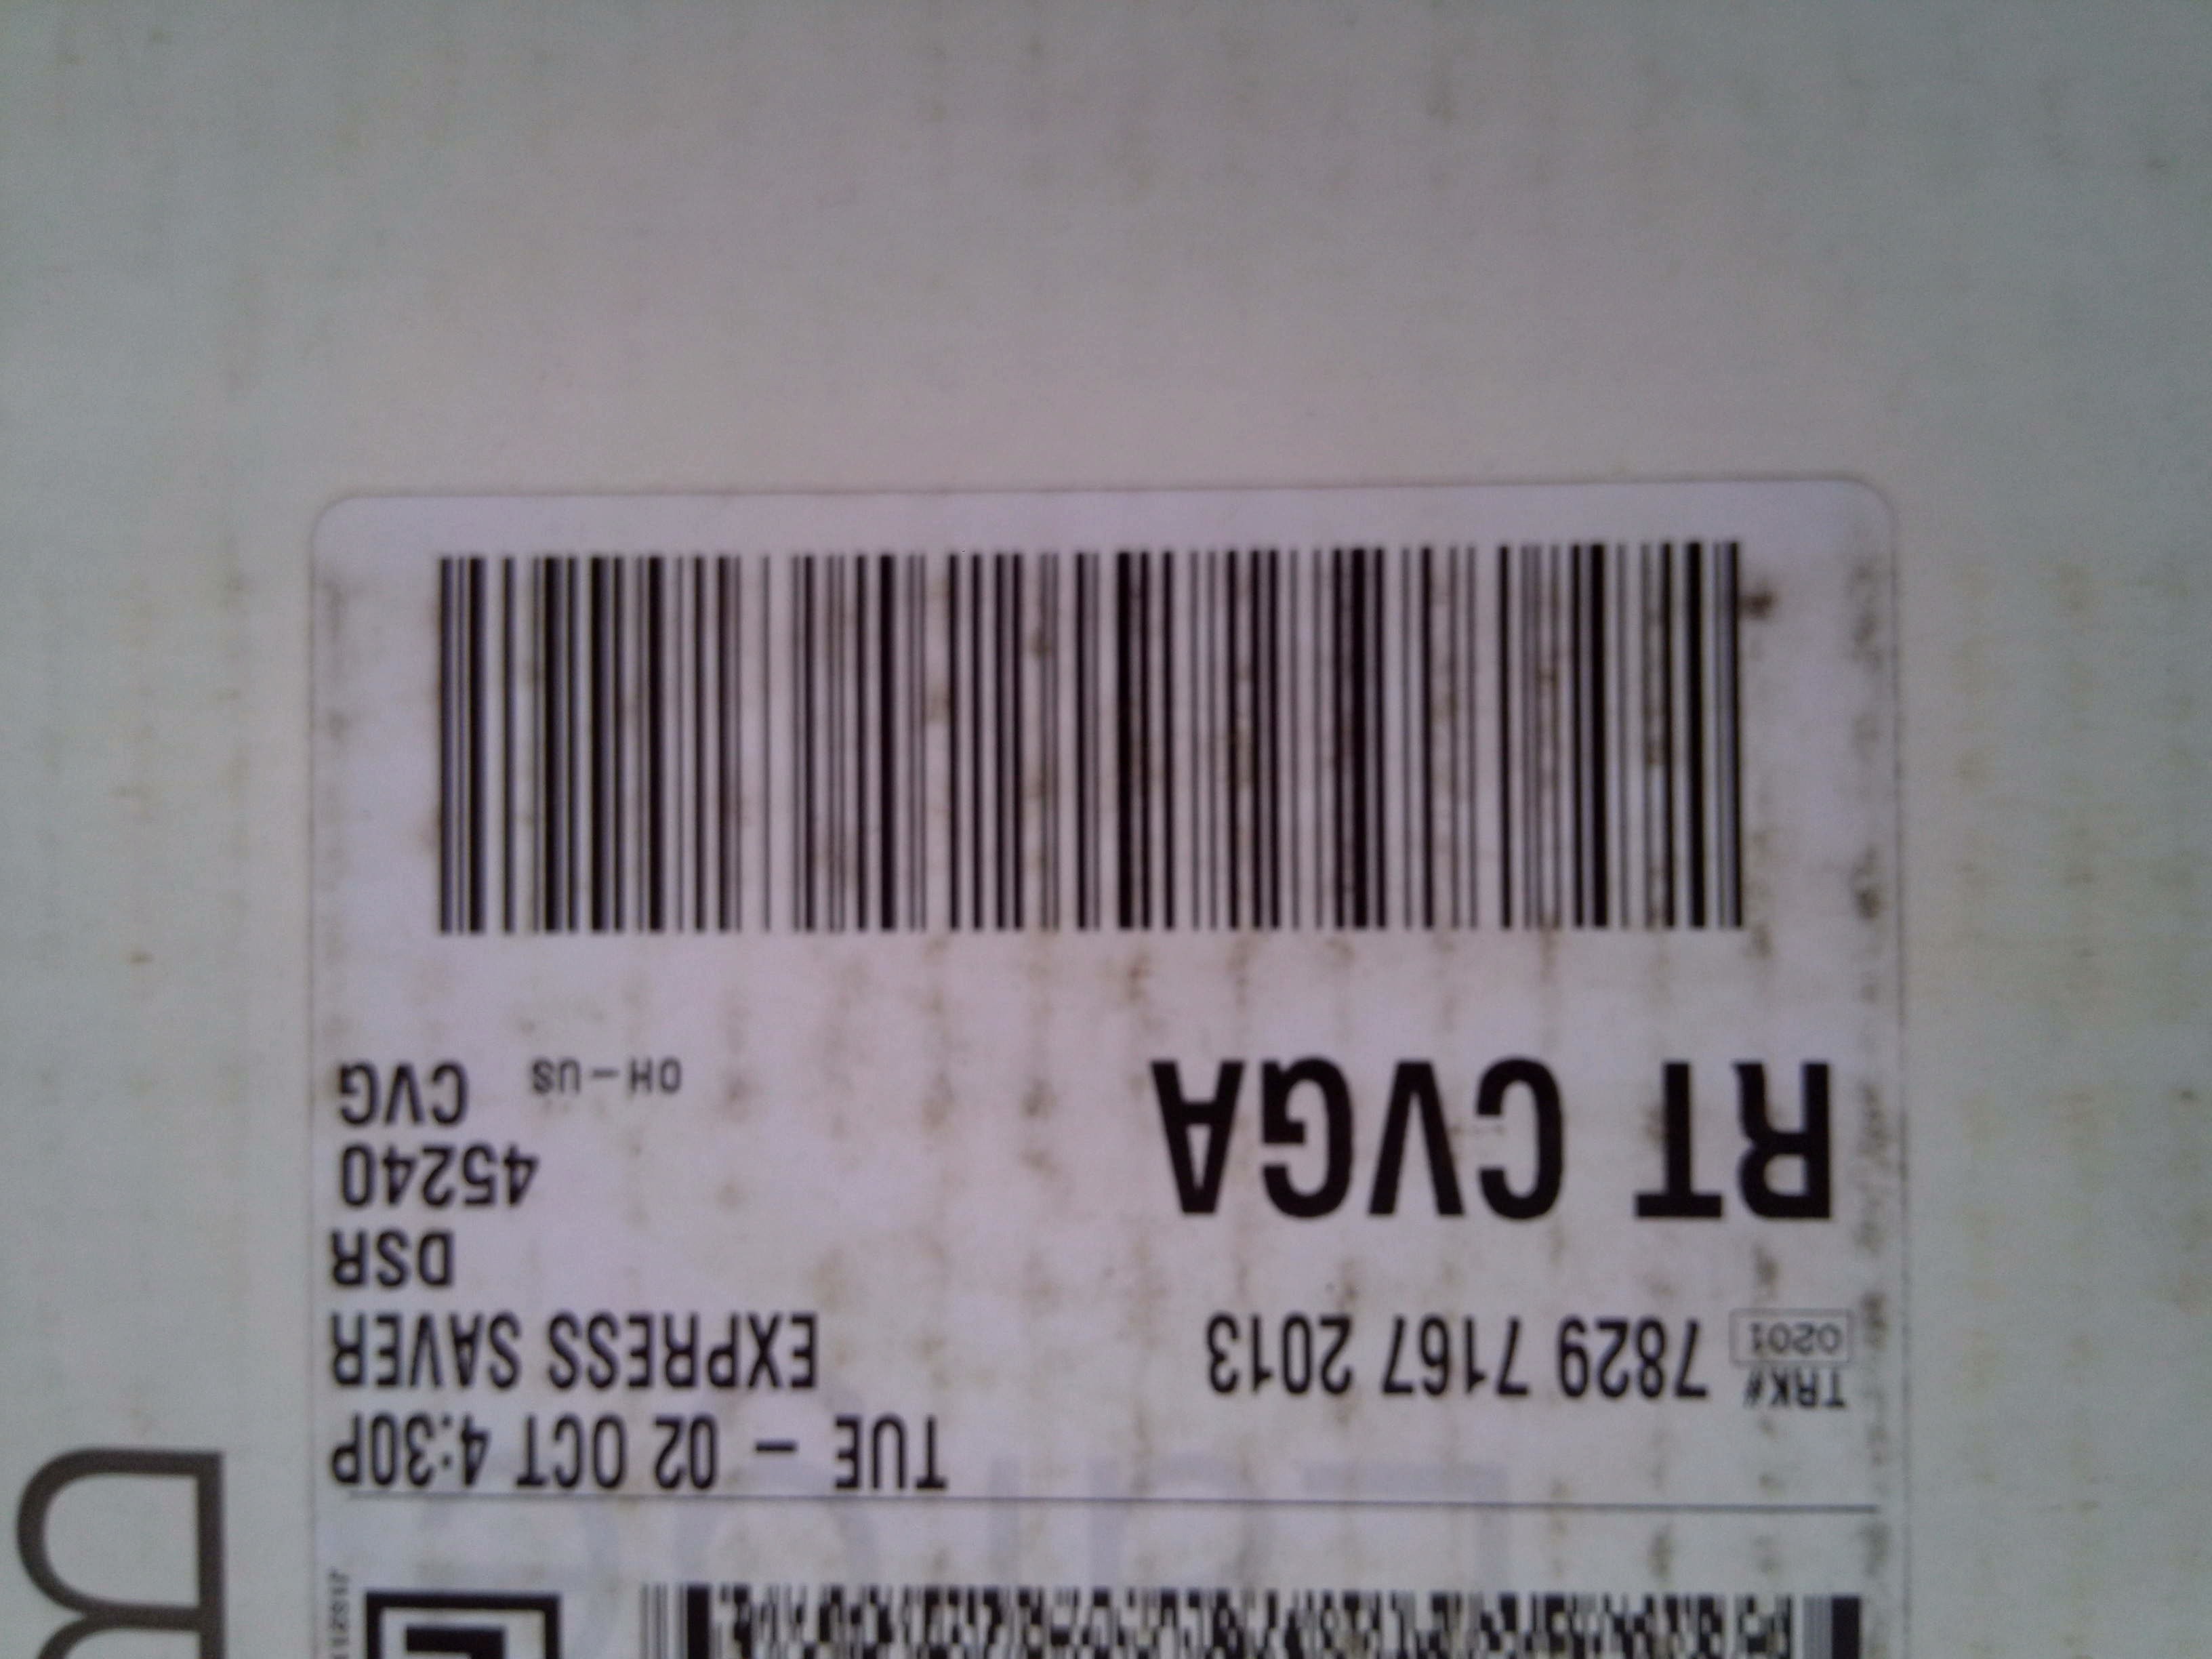 TUE - 02 OCT 4:30P
TRK# 7829 7167 2013
0201
EXPRESS SAVER
DSR
RT CVGA
45240
OH-US
CVG